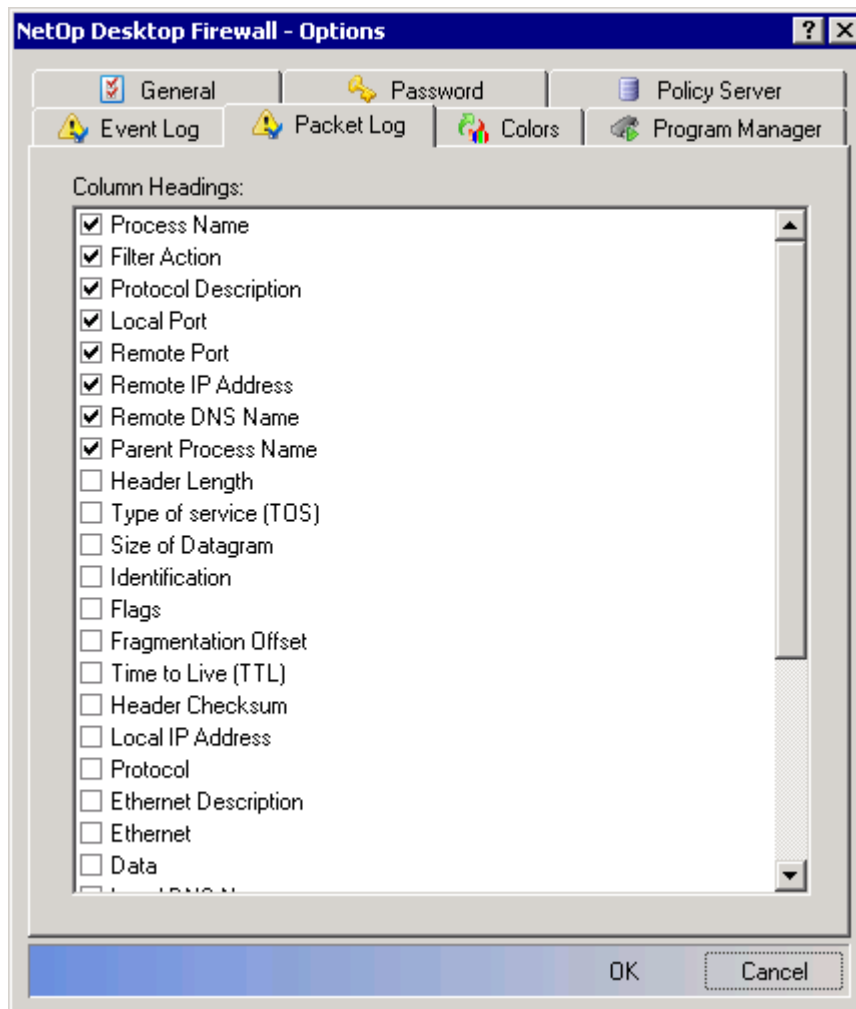 NetOp Desktop Firewall - Options
General Password Policy Server
Event Log Packet Log Colors Program Manager
Column Headings:
Process Name
Filter Action
Protocol Description
Local Port
Remote Port
Remote IP Address
Remote DNS Name
Parent Process Name
Header Length
Type of service (TOS)
Size of Datagram
Identification
Flags
Fragmentation Offset
Time to Live (TTL)
Header Checksum
Local IP Address
Protocol
Ethernet Description
Ethernet
Data
OK Cancel